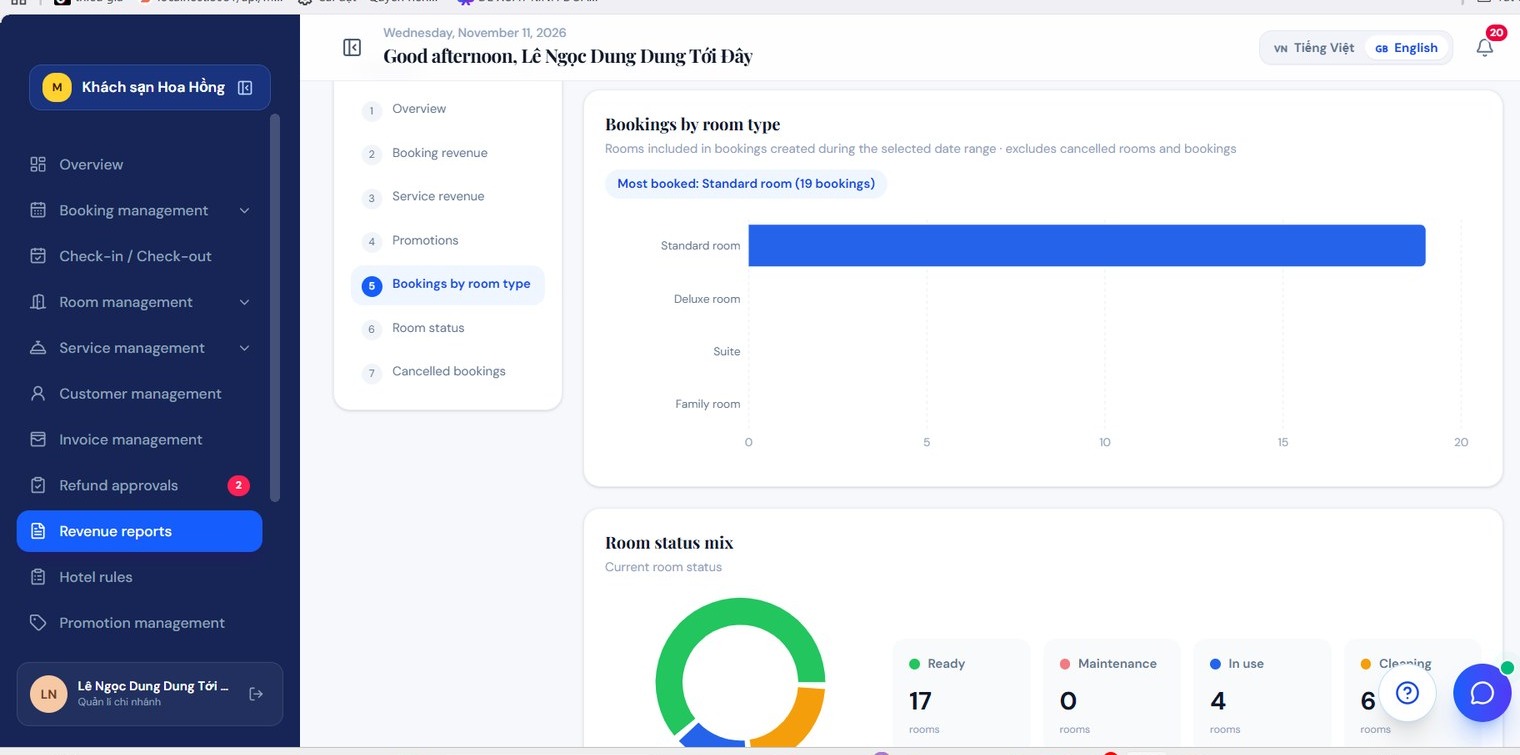 Khách sạn Hoa Hồng
M
Overview
Booking management
Check-in / Check-out
Room management
Service management
Customer management
Invoice management
Refund approvals
2
Revenue reports
Hotel rules
Promotion management
LN
Lê Ngọc Dung Dung Tới ...
Quản lí chi nhánh
Wednesday, November 11, 2026
Good afternoon, Lê Ngọc Dung Dung Tới Đây
VN Tiếng Việt
GB English
20
1 Overview
2 Booking revenue
3 Service revenue
4 Promotions
5 Bookings by room type
6 Room status
7 Cancelled bookings
Bookings by room type
Rooms included in bookings created during the selected date range · excludes cancelled rooms and bookings
Most booked: Standard room (19 bookings)
Standard room
Deluxe room
Suite
Family room
0 5 10 15 20
Room status mix
Current room status
Ready
17
rooms
Maintenance
0
rooms
In use
4
rooms
Cleaning
6
rooms